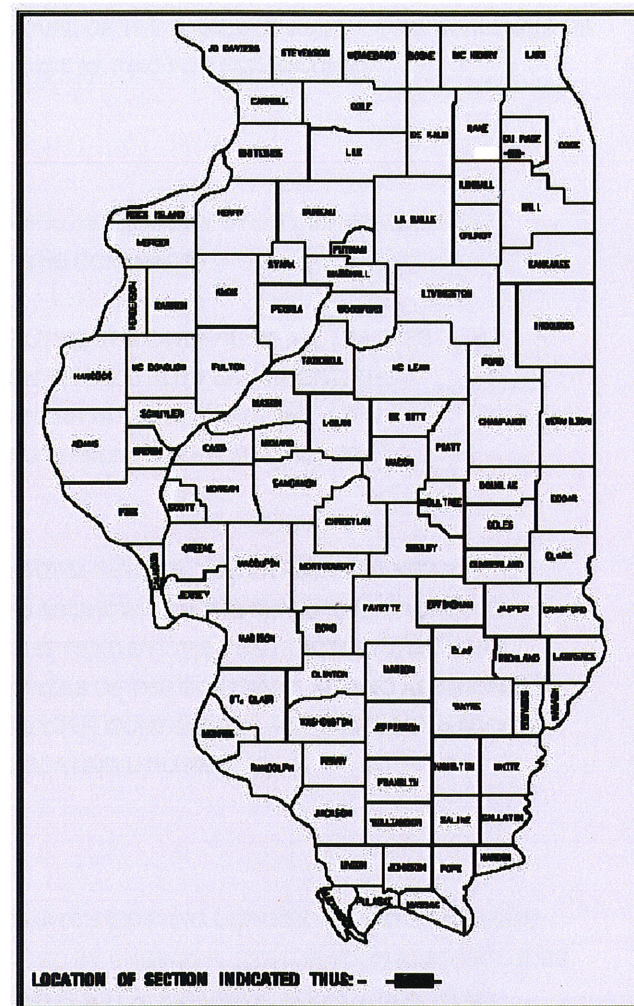 JO DAVIESS STEPHENSON WINNEBAGO BOONE MC HENRY LAKE
CARROLL OGLE DE KALB KANE DU PAGE COOK
WHITESIDE LEE KENDALL WILL
ROCK ISLAND HENRY BUREAU LA SALLE GRUNDY
MERCER STARK PUTNAM MARSHALL KANKAKEE
HENDERSON WARREN KNOX PEORIA WOODFORD LIVINGSTON IROQUOIS
HANCOCK MC DONOUGH FULTON TAZEWELL MC LEAN FORD
SCHUYLER MASON LOGAN DE WITT CHAMPAIGN VERMILION
ADAMS BROWN CASS MENARD MACON PIATT
PIKE SCOTT MORGAN SANGAMON CHRISTIAN MOULTRIE DOUGLAS EDGAR
COLES
CALHOUN GREENE MACOUPIN MONTGOMERY SHELBY CUMBERLAND CLARK
JERSEY FAYETTE EFFINGHAM JASPER CRAWFORD
MADISON BOND CLAY RICHLAND LAWRENCE
CLINTON MARION
ST. CLAIR WASHINGTON WAYNE EDWARDS WABASH
MONROE JEFFERSON
RANDOLPH PERRY FRANKLIN HAMILTON WHITE
JACKSON WILLIAMSON SALINE GALLATIN
UNION JOHNSON POPE HARDIN
ALEXANDER PULASKI MASSAC
LOCATION OF SECTION INDICATED THUS: -